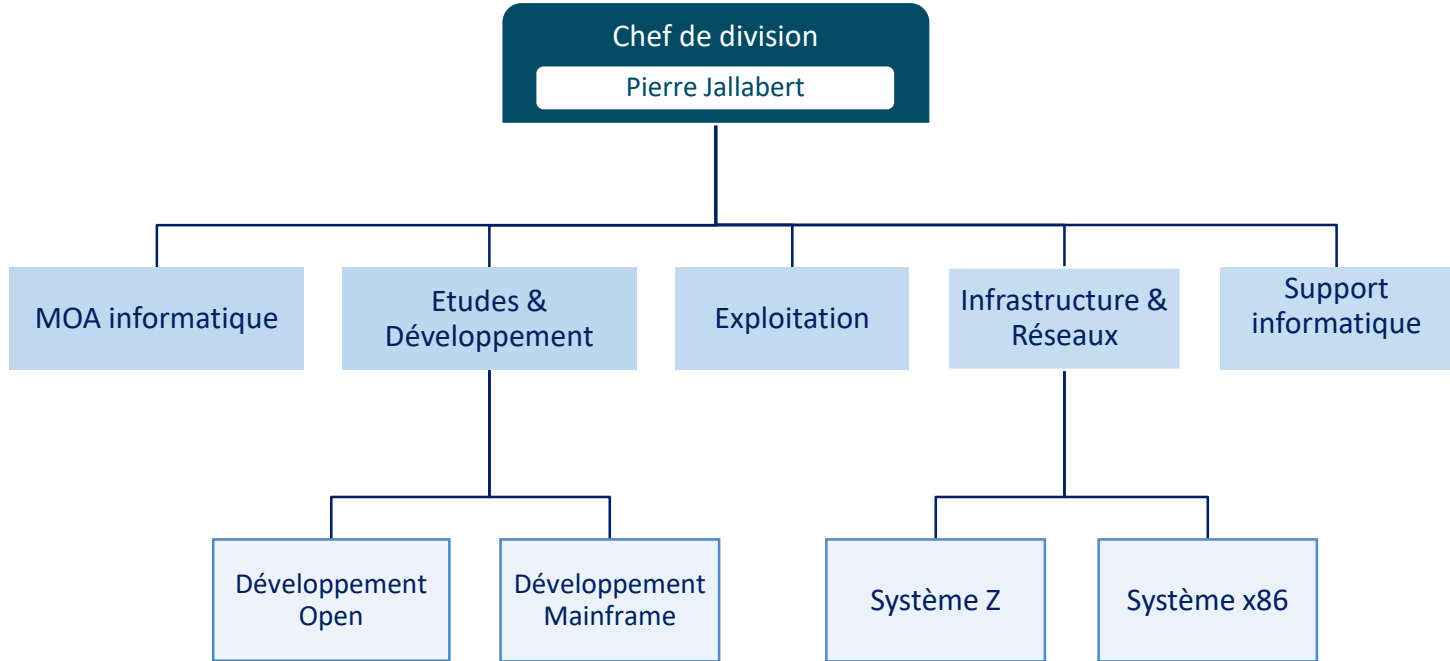 Chef de division
Pierre Jallabert
MOA informatique
Etudes &
Développement
Exploitation
Infrastructure &
Réseaux
Support
informatique
Développement
Open
Développement
Mainframe
Système Z
Système x86